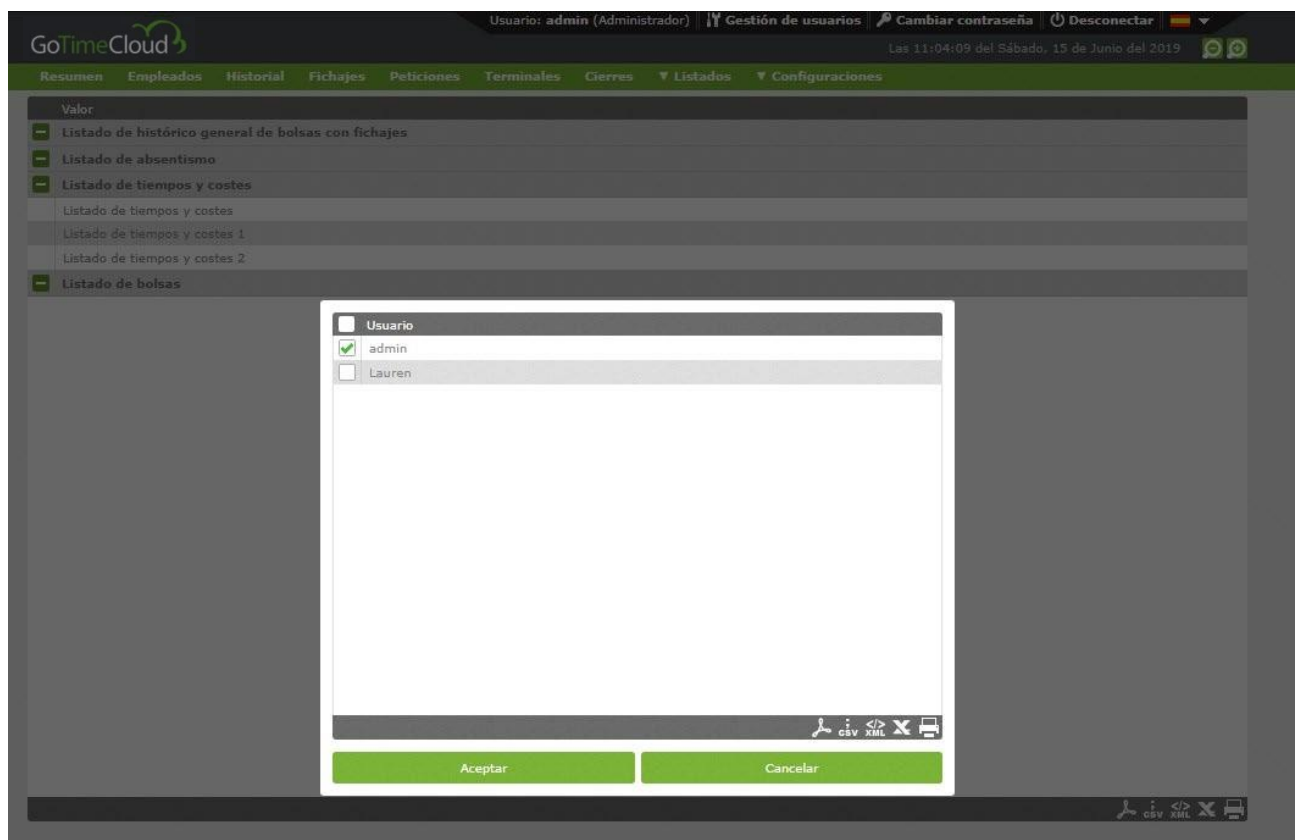 Usuario: admin (Administrador) Gestión de usuarios Cambiar contraseña Desconectar
GoTimeCloud
Las 11:04:09 del Sábado, 15 de Junio del 2019
Resumen Empleados Historial Fichajes Peticiones Terminales Cierres ▼ Listados ▼ Configuraciones
Valor
Listado de histórico general de bolsas con fichajes
Listado de absentismo
Listado de tiempos y costes
Listado de tiempos y costes
Listado de tiempos y costes 1
Listado de tiempos y costes 2
Listado de bolsas
Usuario
admin
Lauren
CSV </> XML X
Aceptar Cancelar
CSV </> XML X